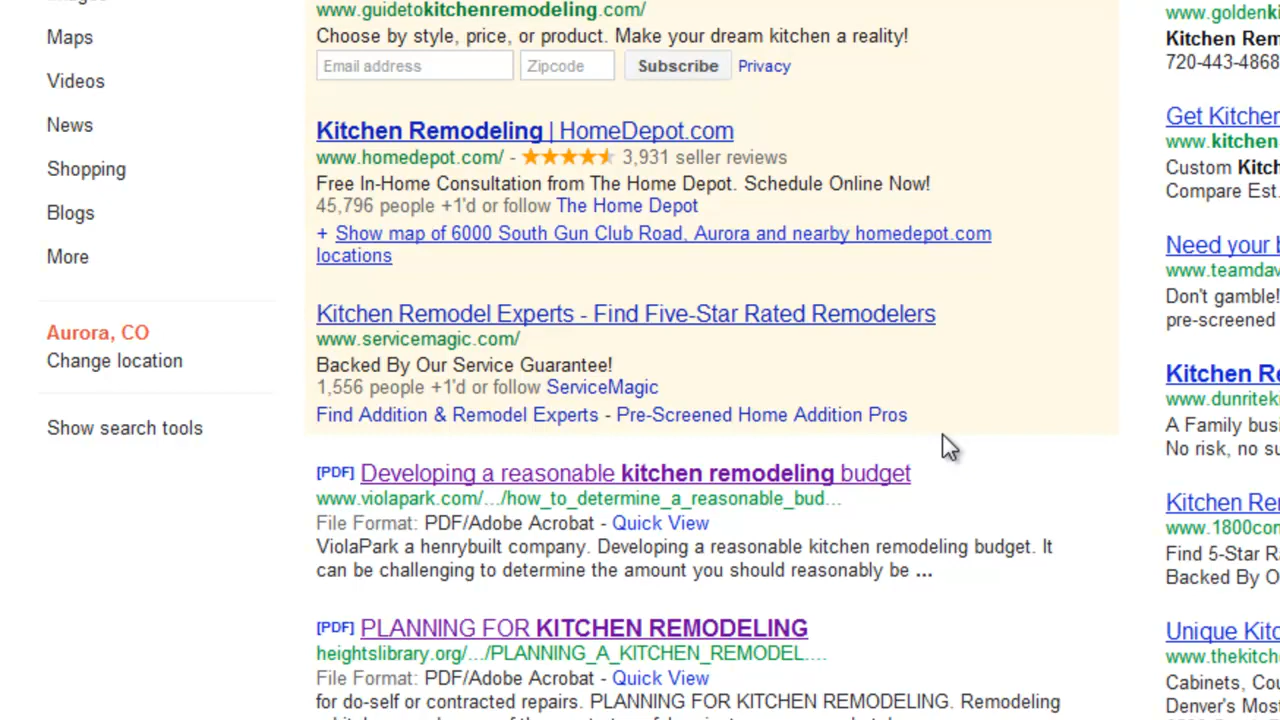 Maps
Videos
News
Shopping
Blogs
More
Aurora, CO
Change location
Show search tools
www.guidetokitchenremodeling.com/
Choose by style, price, or product. Make your dream kitchen a reality!
Email address Zipcode Subscribe Privacy
Kitchen Remodeling | HomeDepot.com
www.homedepot.com/ - 3,931 seller reviews
Free In-Home Consultation from The Home Depot. Schedule Online Now!
45,796 people +1'd or follow The Home Depot
+ Show map of 6000 South Gun Club Road, Aurora and nearby homedepot.com
locations
Kitchen Remodel Experts - Find Five-Star Rated Remodelers
www.servicemagic.com/
Backed By Our Service Guarantee!
1,556 people +1'd or follow ServiceMagic
Find Addition & Remodel Experts - Pre-Screened Home Addition Pros
[PDF] Developing a reasonable kitchen remodeling budget
www.violapark.com/.../how_to_determine_a_reasonable_bud...
File Format: PDF/Adobe Acrobat - Quick View
ViolaPark a henrybuilt company. Developing a reasonable kitchen remodeling budget. It
can be challenging to determine the amount you should reasonably be ...
[PDF] PLANNING FOR KITCHEN REMODELING
heightslibrary.org/.../PLANNING_A_KITCHEN_REMODEL....
File Format: PDF/Adobe Acrobat - Quick View
for do-self or contracted repairs. PLANNING FOR KITCHEN REMODELING. Remodeling
www.goldenki
Kitchen Rem
720-443-4868
Get Kitchen
www.kitchen
Custom Kitch
Compare Est.
Need your b
www.teamdav
Don't gamble!
pre-screened
Kitchen Re
www.dunriteki
A Family busi
No risk, no su
Kitchen Re
www.1800con
Find 5-Star R
Backed By O
Unique Kitc
www.thekitche
Cabinets, Cou
Denver's Mos